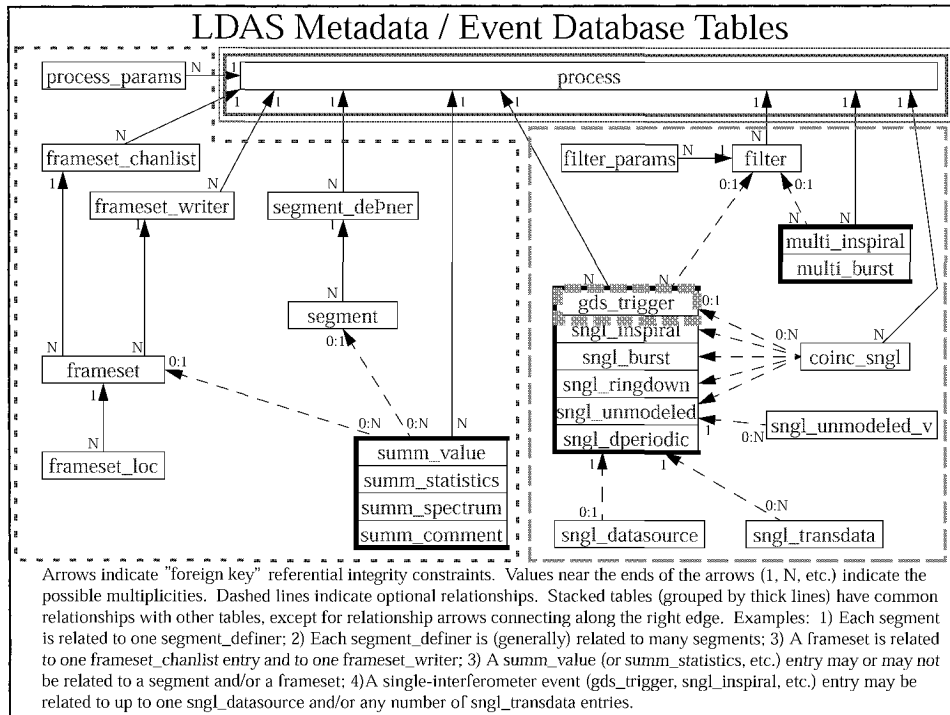 LDAS Metadata / Event Database Tables
process_params
N
1
process
1
1
1
1
1
1
1
1
N
frameset_chanlist
1
N
frameset_writer
1
N
segment_dePner
1
filter_params
N
1
N
filter
0:1
0:1
N
N
multi_inspiral
multi_burst
N
segment
0:1
N
N
gds_trigger
0:1
sngl_inspiral
sngl_burst
sngl_ringdown
sngl_unmodeled
sngl_dperiodic
0:N
N
coinc_sngl
N
N
frameset
0:1
1
N
frameset_loc
0:N
0:N
N
summ_value
summ_statistics
summ_spectrum
summ_comment
1
0:N
sngl_unmodeled_v
1
1
0:1
sngl_datasource
0:N
sngl_transdata
Arrows indicate "foreign key" referential integrity constraints. Values near the ends of the arrows (1, N, etc.) indicate the
possible multiplicities. Dashed lines indicate optional relationships. Stacked tables (grouped by thick lines) have common
relationships with other tables, except for relationship arrows connecting along the right edge. Examples: 1) Each segment
is related to one segment_definer; 2) Each segment_definer is (generally) related to many segments; 3) A frameset is related
to one frameset_chanlist entry and to one frameset_writer; 3) A summ_value (or summ_statistics, etc.) entry may or may not
be related to a segment and/or a frameset; 4)A single-interferometer event (gds_trigger, sngl_inspiral, etc.) entry may be
related to up to one sngl_datasource and/or any number of sngl_transdata entries.